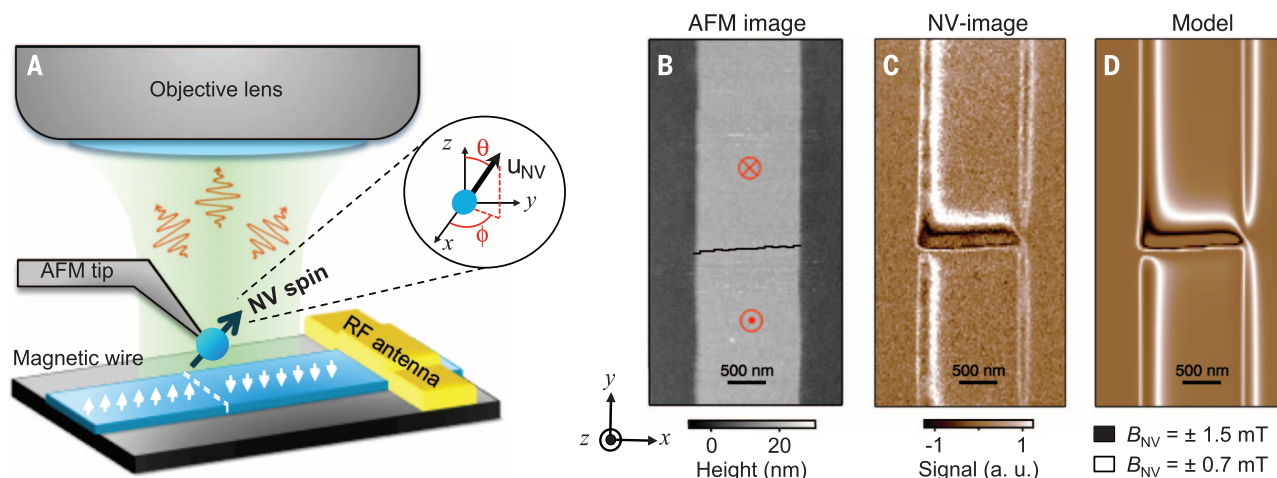 A
Objective lens
z
θ
u_NV
y
x
ϕ
AFM tip
NV spin
RF antenna
Magnetic wire
AFM image
B
500 nm
y
z
x
0
20
Height (nm)
NV-image
C
500 nm
-1
1
Signal (a. u.)
Model
D
500 nm
B_NV = ± 1.5 mT
B_NV = ± 0.7 mT